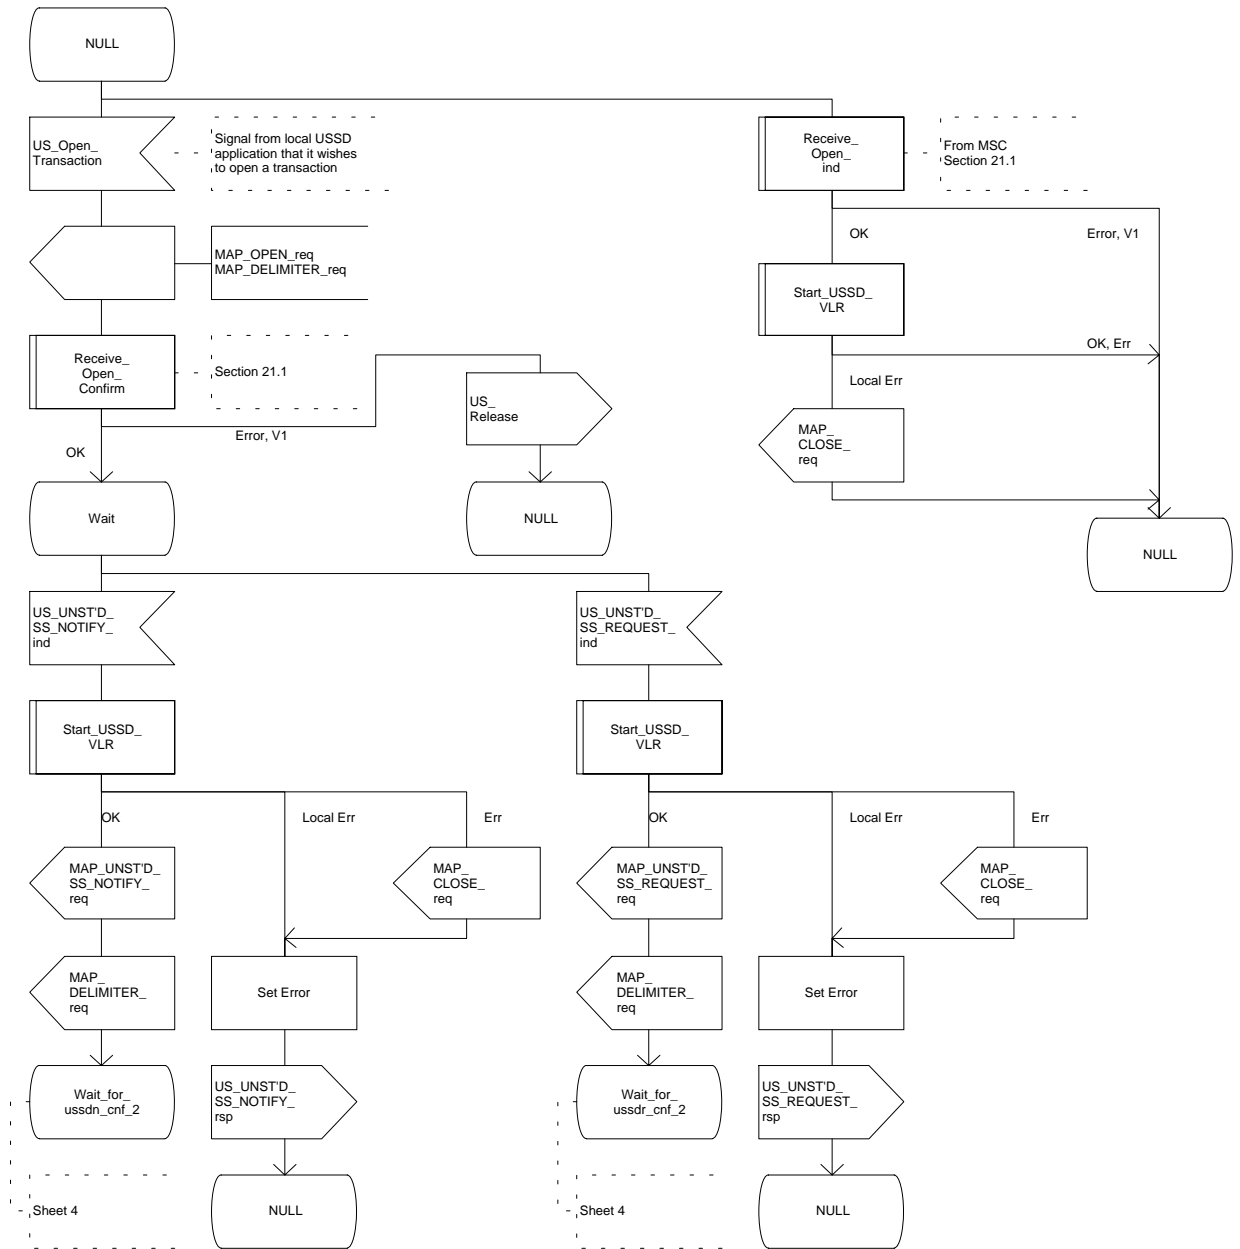 NULL
US_Open_
Transaction
Signal from local USSD
application that it wishes
to open a transaction
Receive_
Open_
ind
From MSC
Section 21.1
OK
Error, V1
MAP_OPEN_req
MAP_DELIMITER_req
Start_USSD_
VLR
OK, Err
Receive_
Open_
Confirm
Section 21.1
Local Err
US_
Release
MAP_
CLOSE_
req
Error, V1
OK
Wait
NULL
NULL
US_UNST'D_
SS_NOTIFY_
ind
US_UNST'D_
SS_REQUEST_
ind
Start_USSD_
VLR
Start_USSD_
VLR
OK
Local Err
Err
OK
Local Err
Err
MAP_UNST'D_
SS_NOTIFY_
req
MAP_
CLOSE_
req
MAP_UNST'D_
SS_REQUEST_
req
MAP_
CLOSE_
req
MAP_
DELIMITER_
req
Set Error
MAP_
DELIMITER_
req
Set Error
Wait_for_
ussdn_cnf_2
US_UNST'D_
SS_NOTIFY_
rsp
Wait_for_
ussdr_cnf_2
US_UNST'D_
SS_REQUEST_
rsp
Sheet 4
NULL
Sheet 4
NULL